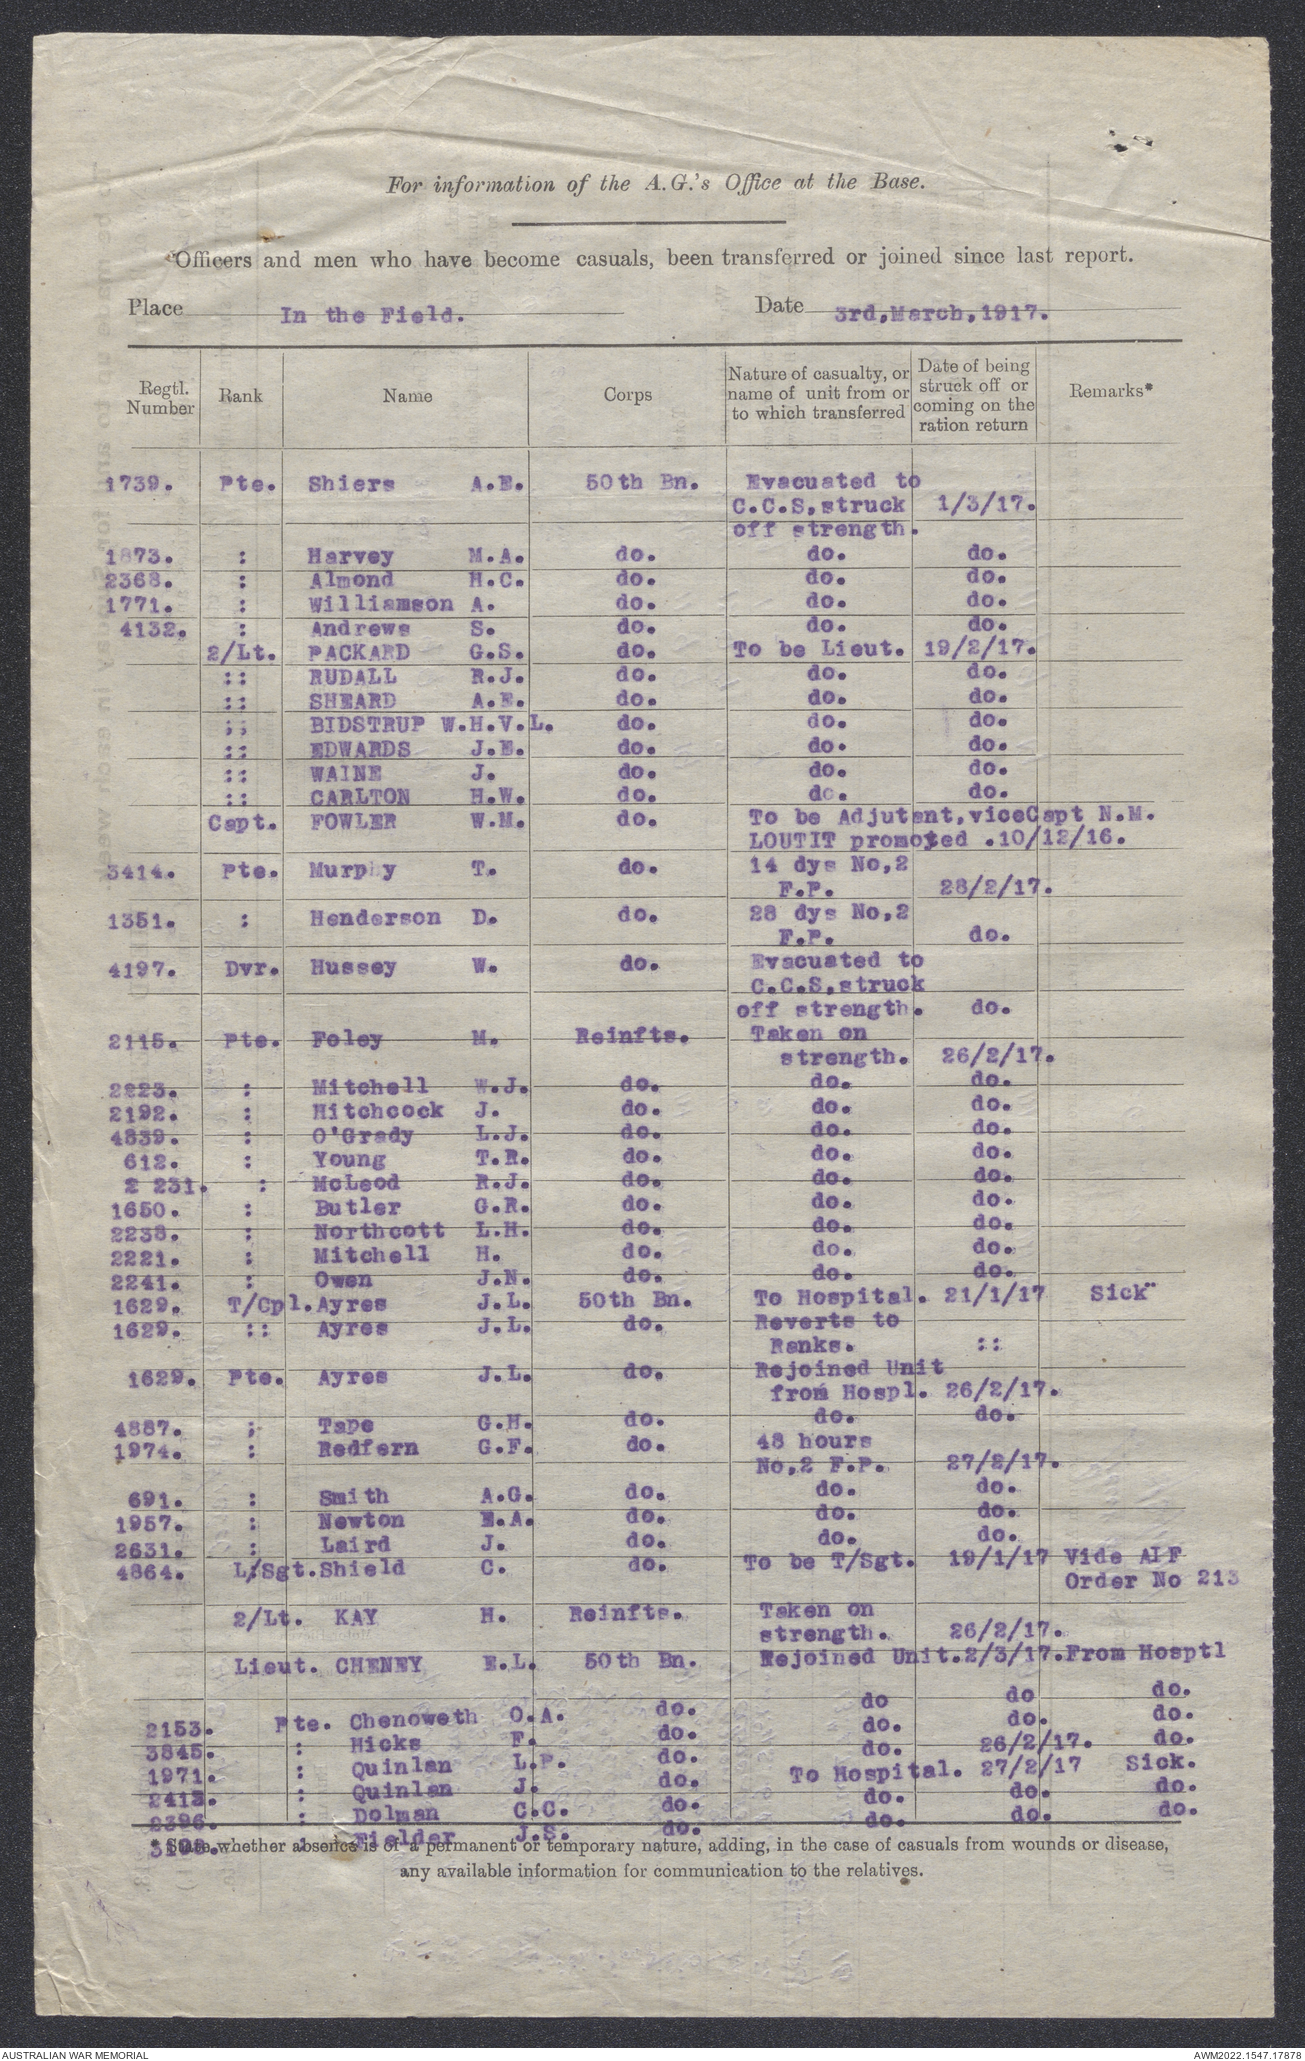 For information of the A.G.'s Office at the Base.
Officers and men who have become casuals, been transferred or joined since last report.
Place In the Field. Date 3rd,March,1917.
Regtl. Number Rank Name Corps Nature of casualty, or name of unit from or to which transferred Date of being struck off or coming on the ration return Remarks*
1739. Pte. Shiers A.E. 50th Bn. Evacuated to
C.C.S,struck 1/3/17.
off strength.
1873. : Harvey M.A. do. do. do.
2368. : Almond H.C. do. do. do.
1771. : Williamson A. do. do. do.
4132. : Andrews S. do. do. do.
2/Lt. PACKARD G.S. do. To be Lieut. 19/2/17.
:: RUDALL R.J. do. do. do.
:: SHEARD A.E. do. do. do.
:: BIDSTRUP W.H.V.L. do. do. do.
:: EDWARDS J.E. do. do. do.
:: WAINE J. do. do. do.
:: CARLTON H.W. do. do. do.
Capt. FOWLER W.M. do. To be Adjutant,viceCapt N.M.
LOUTIT promoted .10/12/16.
3414. Pte. Murphy T. do. 14 dys No,2
F.P. 28/2/17.
1351. : Henderson D. do. 28 dys No,2
F.P. do.
4197. Dvr. Hussey W. do. Evacuated to
C.C.S,struck
off strength. do.
2115. Pte. Foley M. Reinfts. Taken on
strength. 26/2/17.
2223. : Mitchell W.J. do. do. do.
2192. : Hitchcock J. do. do. do.
4839. : O'Grady L.J. do. do. do.
612. : Young T.R. do. do. do.
2 231. : McLeod R.J. do. do. do.
1650. : Butler G.R. do. do. do.
2238. : Northcott L.H. do. do. do.
2221. : Mitchell H. do. do. do.
2241. : Owen J.N. do. do. do.
1629. T/Cpl. Ayres J.L. 50th Bn. To Hospital. 21/1/17 Sick"
1629. :: Ayres J.L. do. Reverts to
Ranks. ::
1629. Pte. Ayres J.L. do. Rejoined Unit
from Hospl. 26/2/17.
4887. : Tape G.H. do. do. do.
1974. : Redfern G.F. do. 48 hours
No,2 F.P. 27/2/17.
691. : Smith A.G. do. do. do.
1957. : Newton E.A. do. do. do.
2631. : Laird J. do. do. do.
4864. L/Sgt. Shield C. do. To be T/Sgt. 19/1/17 Vide AIF
Order No 213
2/Lt. KAY H. Reinfts. Taken on
strength. 26/2/17.
Lieut. CHENEY E.L. 50th Bn. Rejoined Unit. 2/3/17. From Hosptl
2153. Pte. Chenoweth O.A. do. do do do.
3845. : Hicks F. do. do. do. do.
1971. : Quinlan L.P. do. do. 26/2/17. do.
2413. : Quinlan J. do. To Hospital. 27/2/17 Sick.
2396. : Dolman C.C. do. do. do. do.
: Fielder J.S. do. do. do. do.
* State whether absence is of a permanent or temporary nature, adding, in the case of casuals from wounds or disease,
any available information for communication to the relatives.
AUSTRALIAN WAR MEMORIAL AWM2022.1547.17878